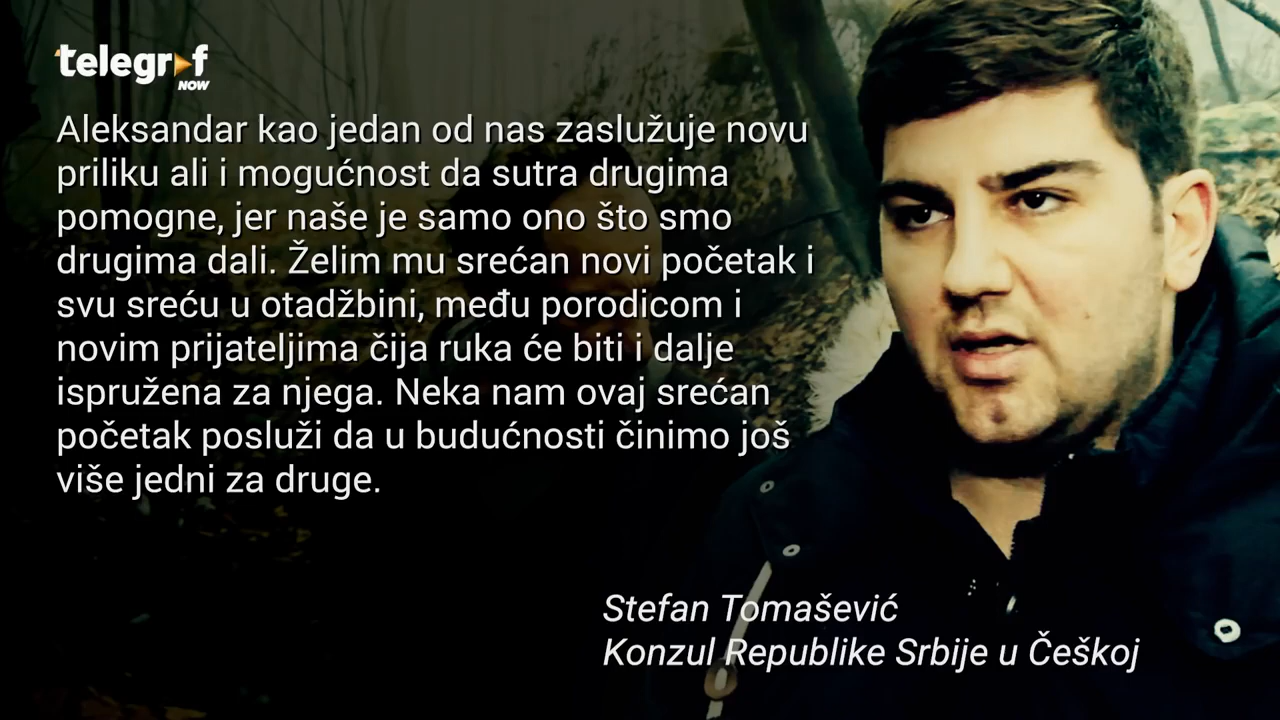 telegraf
NOW
Aleksandar kao jedan od nas zaslužuje novu
priliku ali i mogućnost da sutra drugima
pomogne, jer naše je samo ono što smo
drugima dali. Želim mu srećan novi početak i
svu sreću u otadžbini, među porodicom i
novim prijateljima čija ruka će biti i dalje
ispružena za njega. Neka nam ovaj srećan
početak posluži da u budućnosti činimo još
više jedni za druge.
Stefan Tomašević
Konzul Republike Srbije u Češkoj